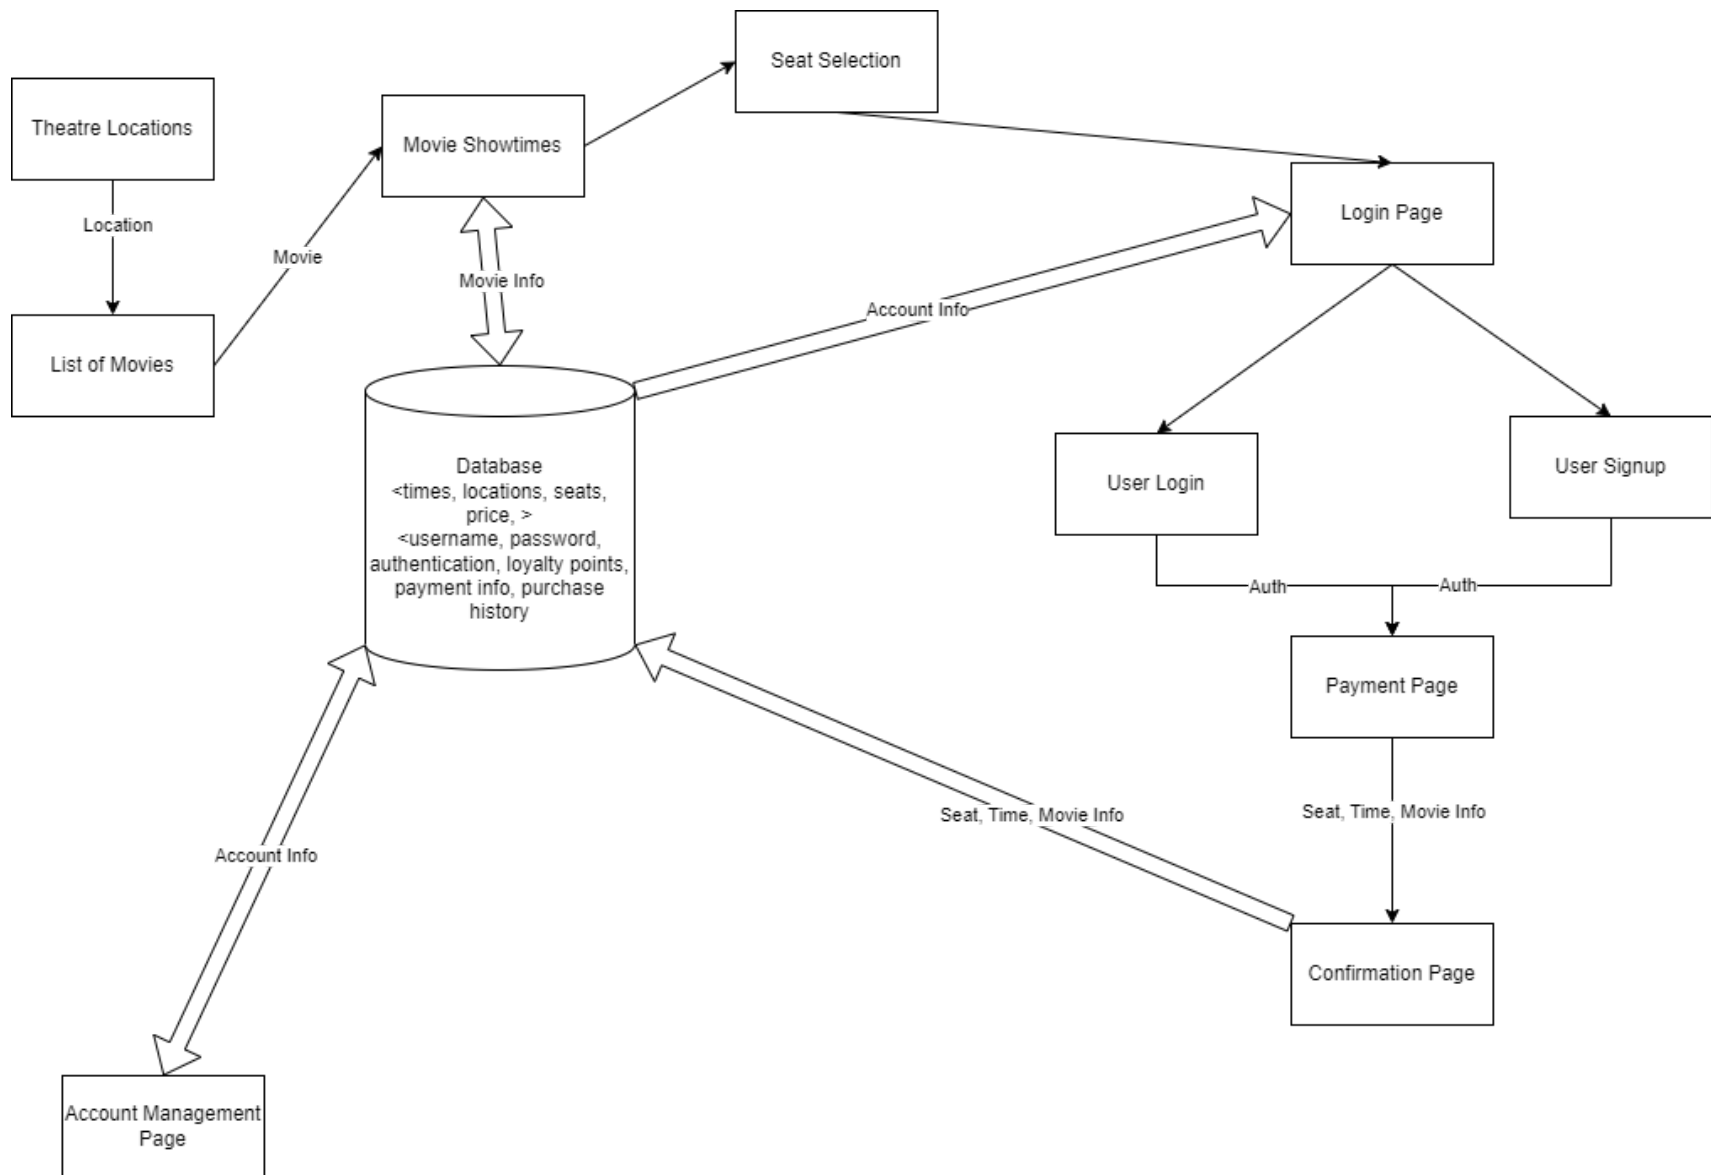 Seat Selection
Theatre Locations
Movie Showtimes
Login Page
Location
Movie
Movie Info
Account Info
List of Movies
User Login
User Signup
Database
<times, locations, seats,
price, >
<username, password,
authentication, loyalty points,
payment info, purchase
history
Auth
Auth
Payment Page
Seat, Time, Movie Info
Seat, Time, Movie Info
Account Info
Confirmation Page
Account Management
Page